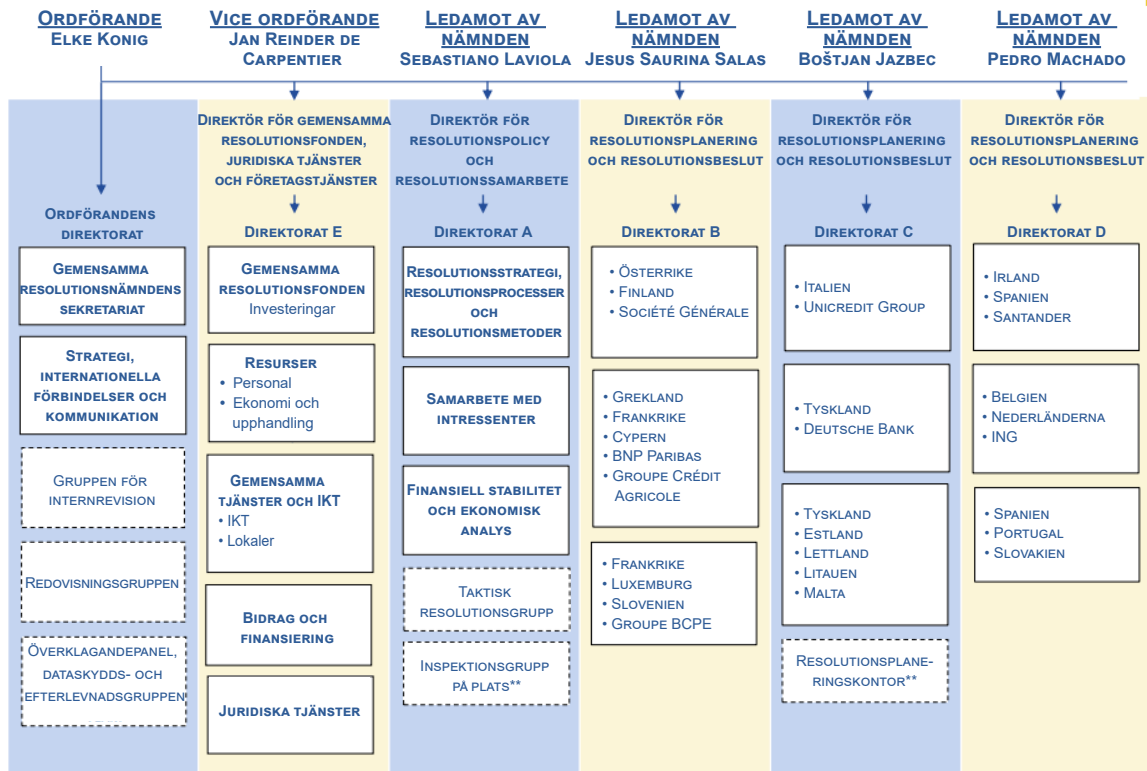 ORDFÖRANDE
ELKE KONIG
VICE ORDFÖRANDE
JAN REINDER DE
CARPENTIER
LEDAMOT AV
NÄMNDEN
SEBASTIANO LAVIOLA
LEDAMOT AV
NÄMNDEN
JESUS SAURINA SALAS
LEDAMOT AV
NÄMNDEN
BOŠTJAN JAZBEC
LEDAMOT AV
NÄMNDEN
PEDRO MACHADO
ORDFÖRANDENS
DIREKTORAT
GEMENSAMMA
RESOLUTIONSNÄMNDENS
SEKRETARIAT
STRATEGI,
INTERNATIONELLA
FÖRBINDELSER OCH
KOMMUNIKATION
GRUPPEN FÖR
INTERNREVISION
REDOVISNINGSGRUPPEN
ÖVERKLAGANDEPANEL,
DATASKYDDS- OCH
EFTERLEVNADSGRUPPEN
DIREKTÖR FÖR GEMENSAMMA
RESOLUTIONSFONDEN,
JURIDISKA TJÄNSTER
OCH FÖRETAGSTJÄNSTER
DIREKTORAT E
GEMENSAMMA
RESOLUTIONSFONDEN
Investeringar
RESURSER
• Personal
• Ekonomi och
upphandling
GEMENSAMMA
TJÄNSTER OCH IKT
• IKT
• Lokaler
BIDRAG OCH
FINANSIERING
JURIDISKA TJÄNSTER
DIREKTÖR FÖR
RESOLUTIONSPOLICY
OCH
RESOLUTIONSSAMARBETE
DIREKTORAT A
RESOLUTIONSSTRATEGI,
RESOLUTIONSPROCESSER
OCH
RESOLUTIONSMETODER
SAMARBETE MED
INTRESSENTER
FINANSIELL STABILITET
OCH EKONOMISK
ANALYS
TAKTISK
RESOLUTIONSGRUPP
INSPEKTIONSGRUPP
PÅ PLATS**
DIREKTÖR FÖR
RESOLUTIONSPLANERING
OCH RESOLUTIONSBESLUT
DIREKTORAT B
• ÖSTERRIKE
• FINLAND
• SOCIÉTÉ GÉNÉRALE
• GREKLAND
• FRANKRIKE
• CYPERN
• BNP PARIBAS
• GROUPE CRÉDIT
AGRICOLE
• FRANKRIKE
• LUXEMBURG
• SLOVENIEN
• GROUPE BCPE
DIREKTÖR FÖR
RESOLUTIONSPLANERING
OCH RESOLUTIONSBESLUT
DIREKTORAT C
• ITALIEN
• UNICREDIT GROUP
• TYSKLAND
• DEUTSCHE BANK
• TYSKLAND
• ESTLAND
• LETTLAND
• LITAUEN
• MALTA
RESOLUTIONSPLANE-
RINGSKONTOR**
DIREKTÖR FÖR
RESOLUTIONSPLANERING
OCH RESOLUTIONSBESLUT
DIREKTORAT D
• IRLAND
• SPANIEN
• SANTANDER
• BELGIEN
• NEDERLÄNDERNA
• ING
• SPANIEN
• PORTUGAL
• SLOVAKIEN